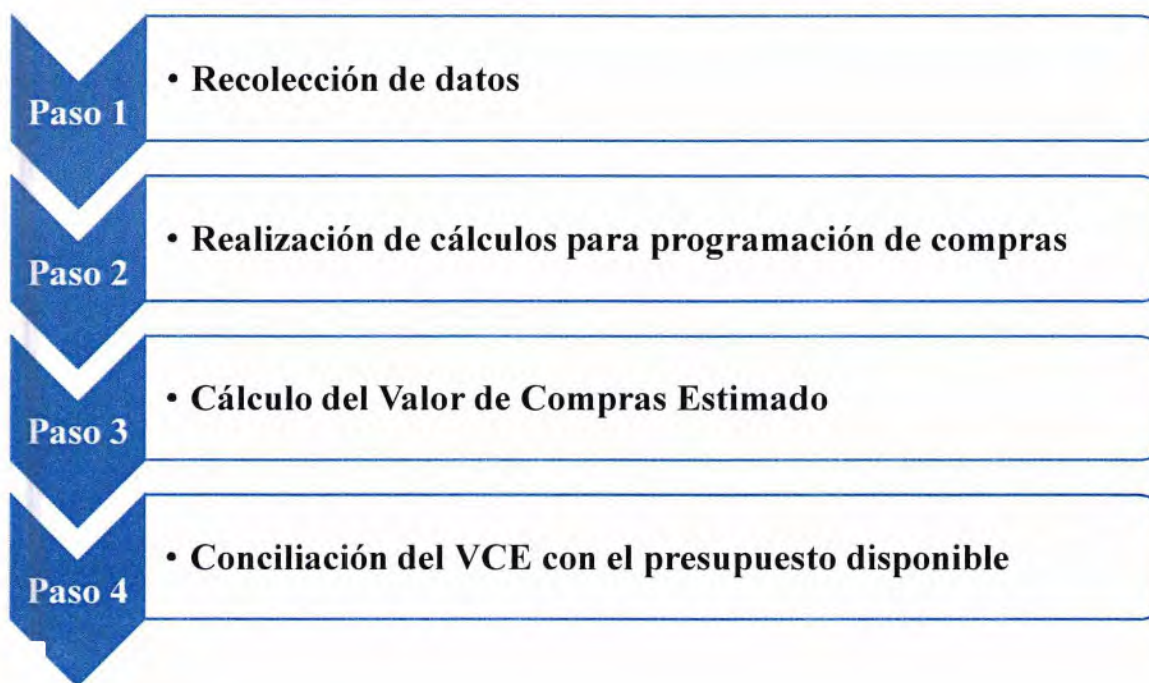 Paso 1
• Recolección de datos
Paso 2
• Realización de cálculos para programación de compras
Paso 3
• Cálculo del Valor de Compras Estimado
Paso 4
• Conciliación del VCE con el presupuesto disponible